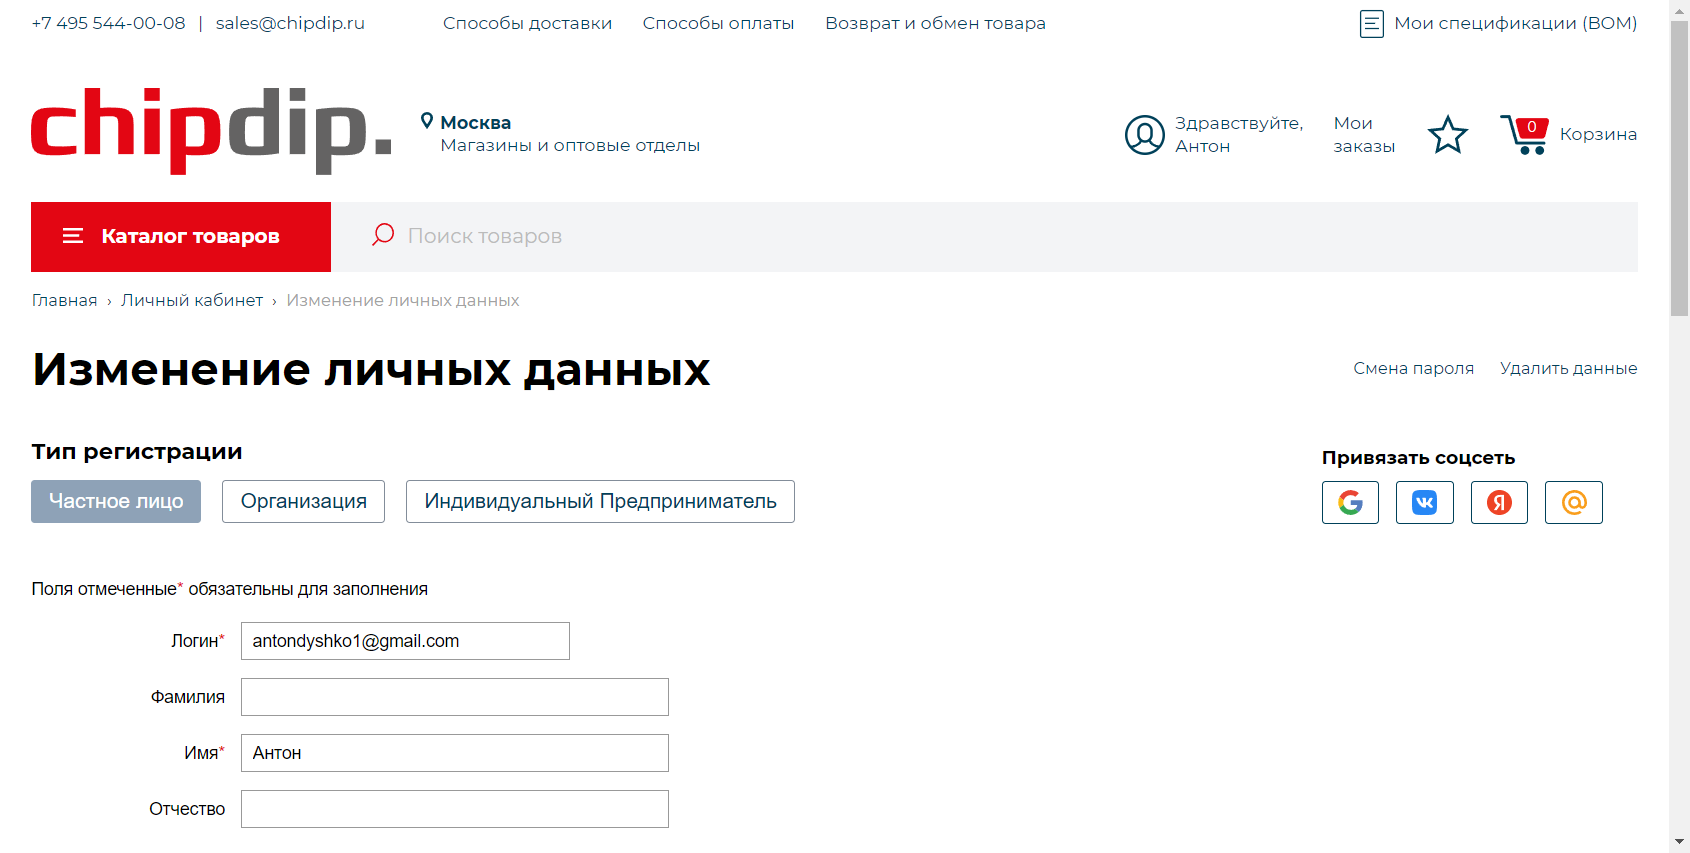 +7 495 544-00-08 | sales@chipdip.ru Способы доставки Способы оплаты Возврат и обмен товара Мои спецификации (BOM)
chipdip.
Москва
Магазины и оптовые отделы
Здравствуйте,
Антон
Мои
заказы
0
Корзина
Каталог товаров
Поиск товаров
Главная › Личный кабинет › Изменение личных данных
Изменение личных данных
Смена пароля Удалить данные
Тип регистрации
Привязать соцсеть
Частное лицо Организация Индивидуальный Предприниматель
G VK Я @
Поля отмеченные* обязательны для заполнения
Логин* antondyshko1@gmail.com
Фамилия
Имя* Антон
Отчество